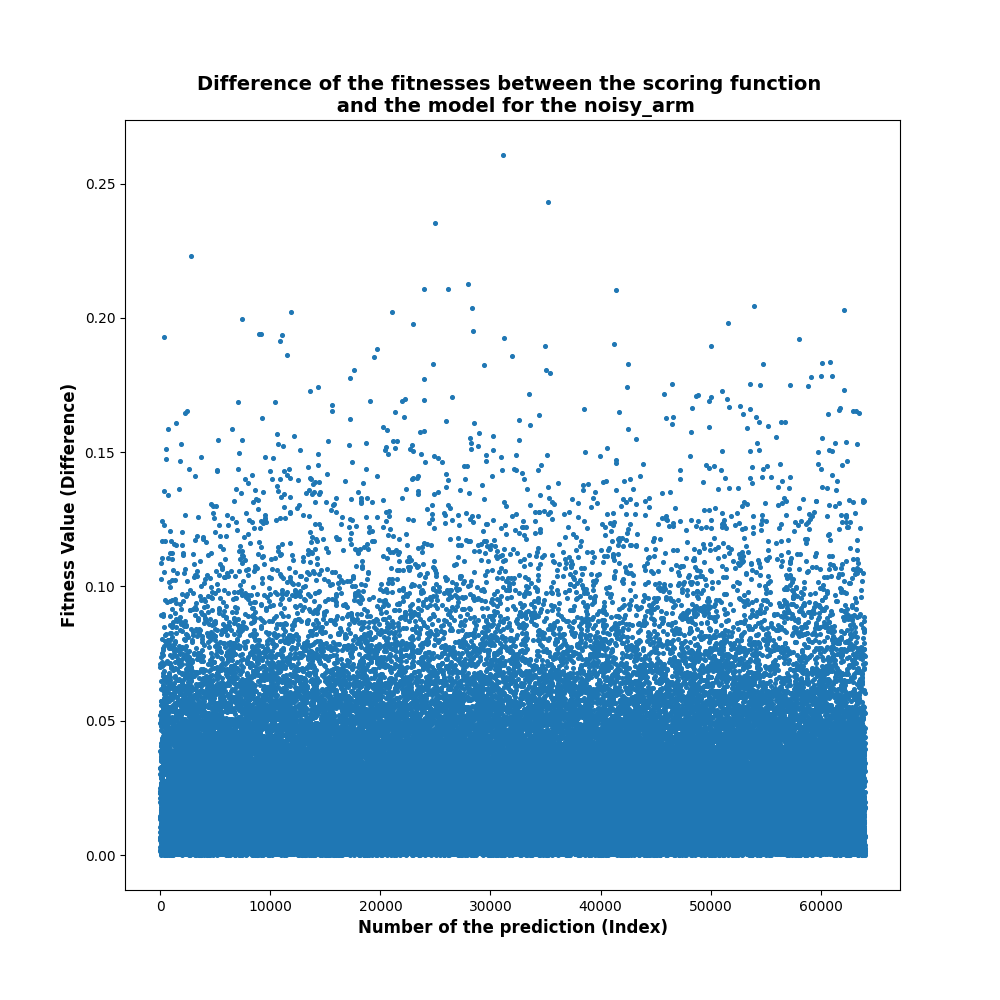 Difference of the fitnesses between the scoring function
and the model for the noisy_arm
Fitness Value (Difference)
0.25
0.20
0.15
0.10
0.05
0.00
0 10000 20000 30000 40000 50000 60000
Number of the prediction (Index)